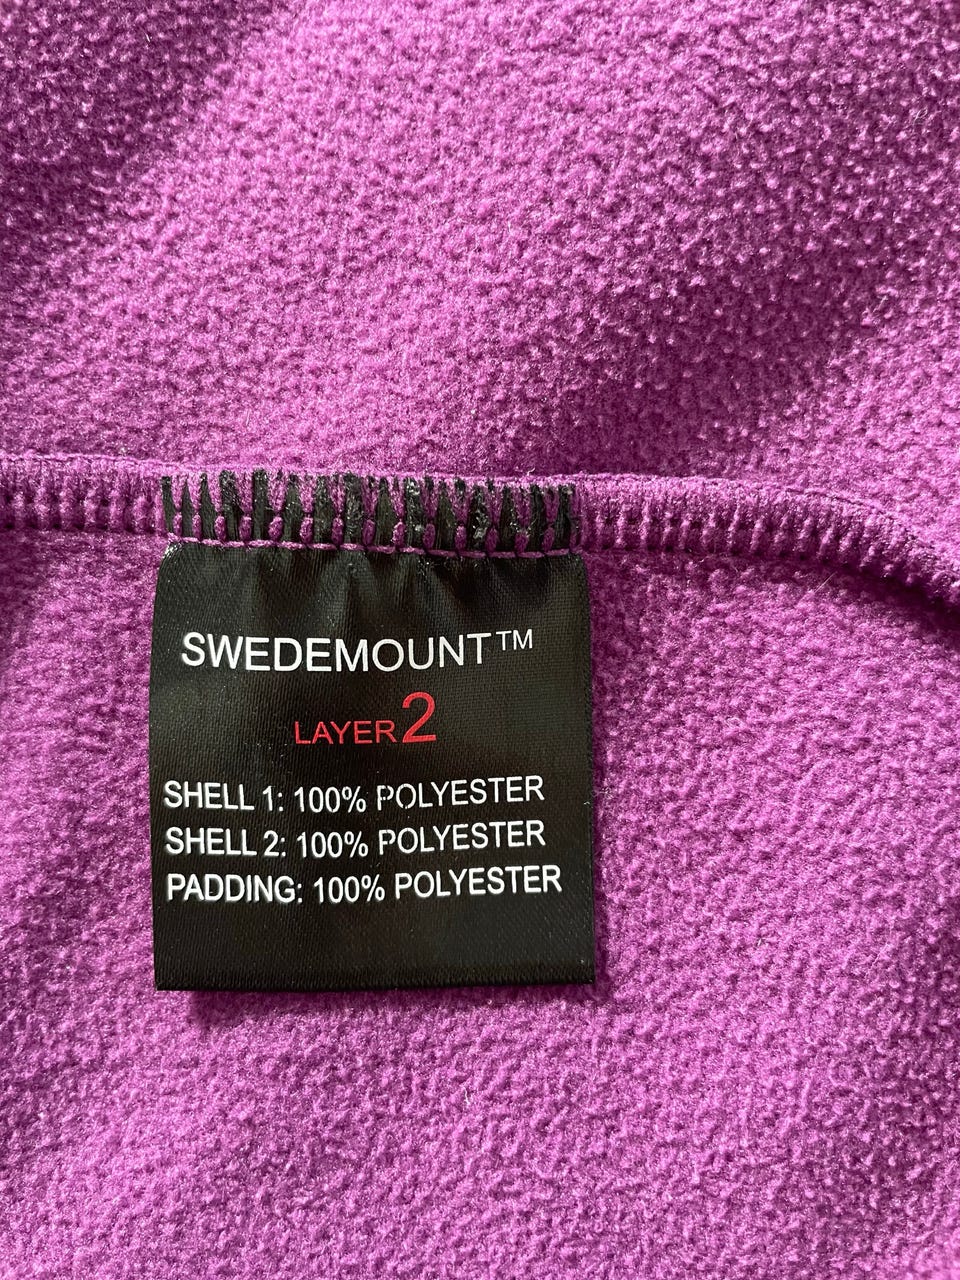 SWEDEMOUNT™
LAYER 2
SHELL 1: 100% POLYESTER
SHELL 2: 100% POLYESTER
PADDING: 100% POLYESTER